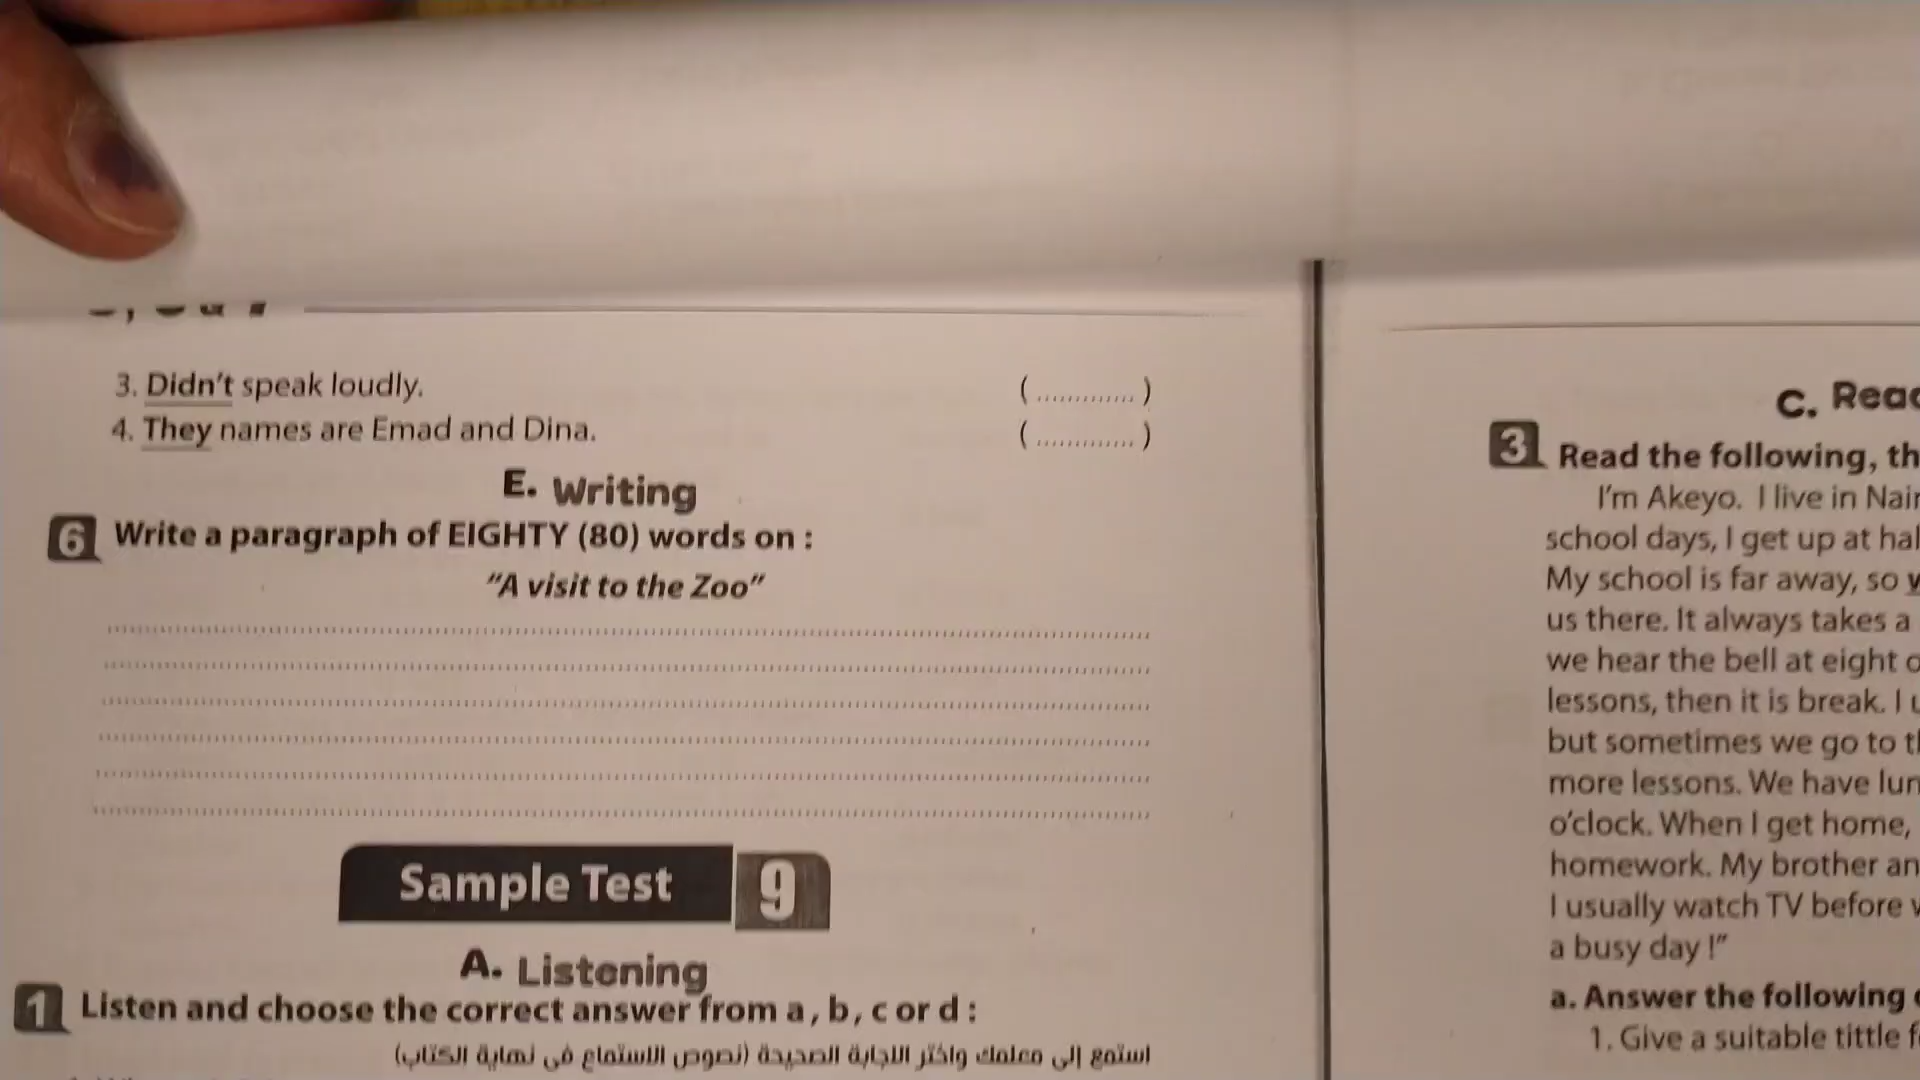 3. Didn't speak loudly. (.............)
4. They names are Emad and Dina. (.............)
E. Writing
6 Write a paragraph of EIGHTY (80) words on :
"A visit to the Zoo"
Sample Test 9
A. Listening
1 Listen and choose the correct answer from a , b , c or d :
استمع إلى معلمك واختر الإجابة الصحيحة (نصوص الاستماع فى نهاية الكتاب)
C.
3 Read the following,
I'm Akeyo. I live in
school days, I get up at
My school is far away, so
us there. It always takes a
we hear the bell at eight
lessons, then it is break. I
but sometimes we go to
more lessons. We have
o'clock. When I get home,
homework. My brother
I usually watch TV before
a busy day !"
a. Answer the following
1. Give a suitable tittle